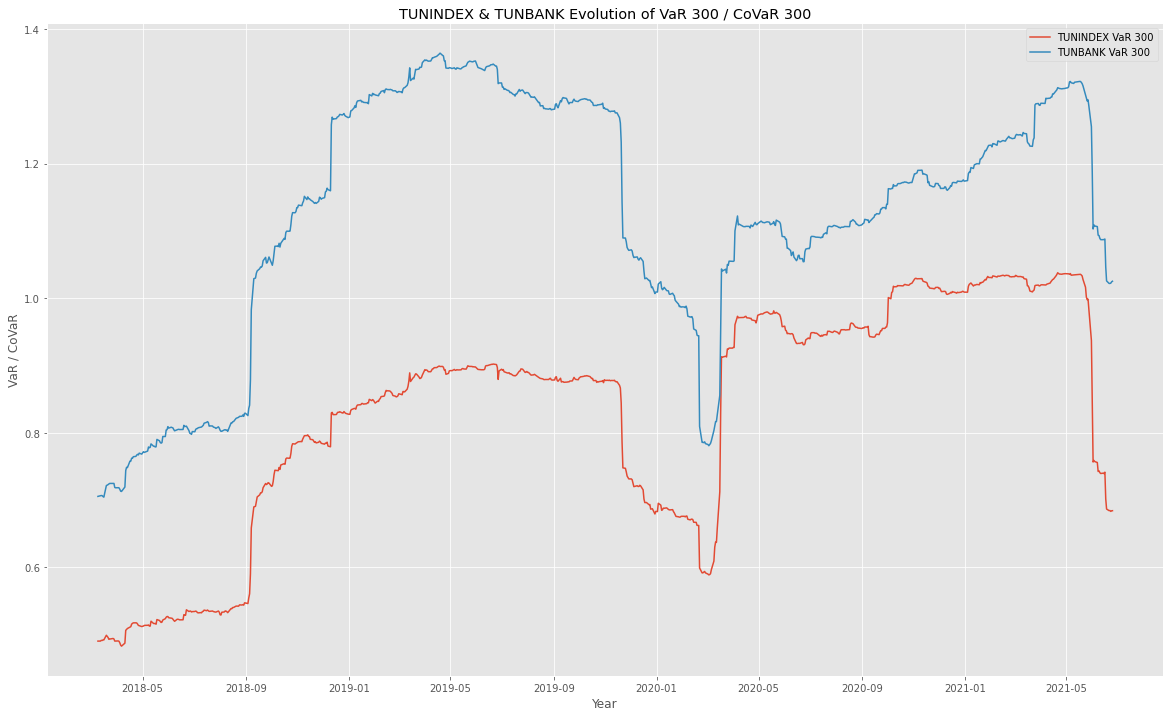 TUNINDEX & TUNBANK Evolution of VaR 300 / CoVaR 300
TUNINDEX VaR 300
TUNBANK VaR 300
VaR / CoVaR
1.4
1.2
1.0
0.8
0.6
2018-05 2018-09 2019-01 2019-05 2019-09 2020-01 2020-05 2020-09 2021-01 2021-05
Year